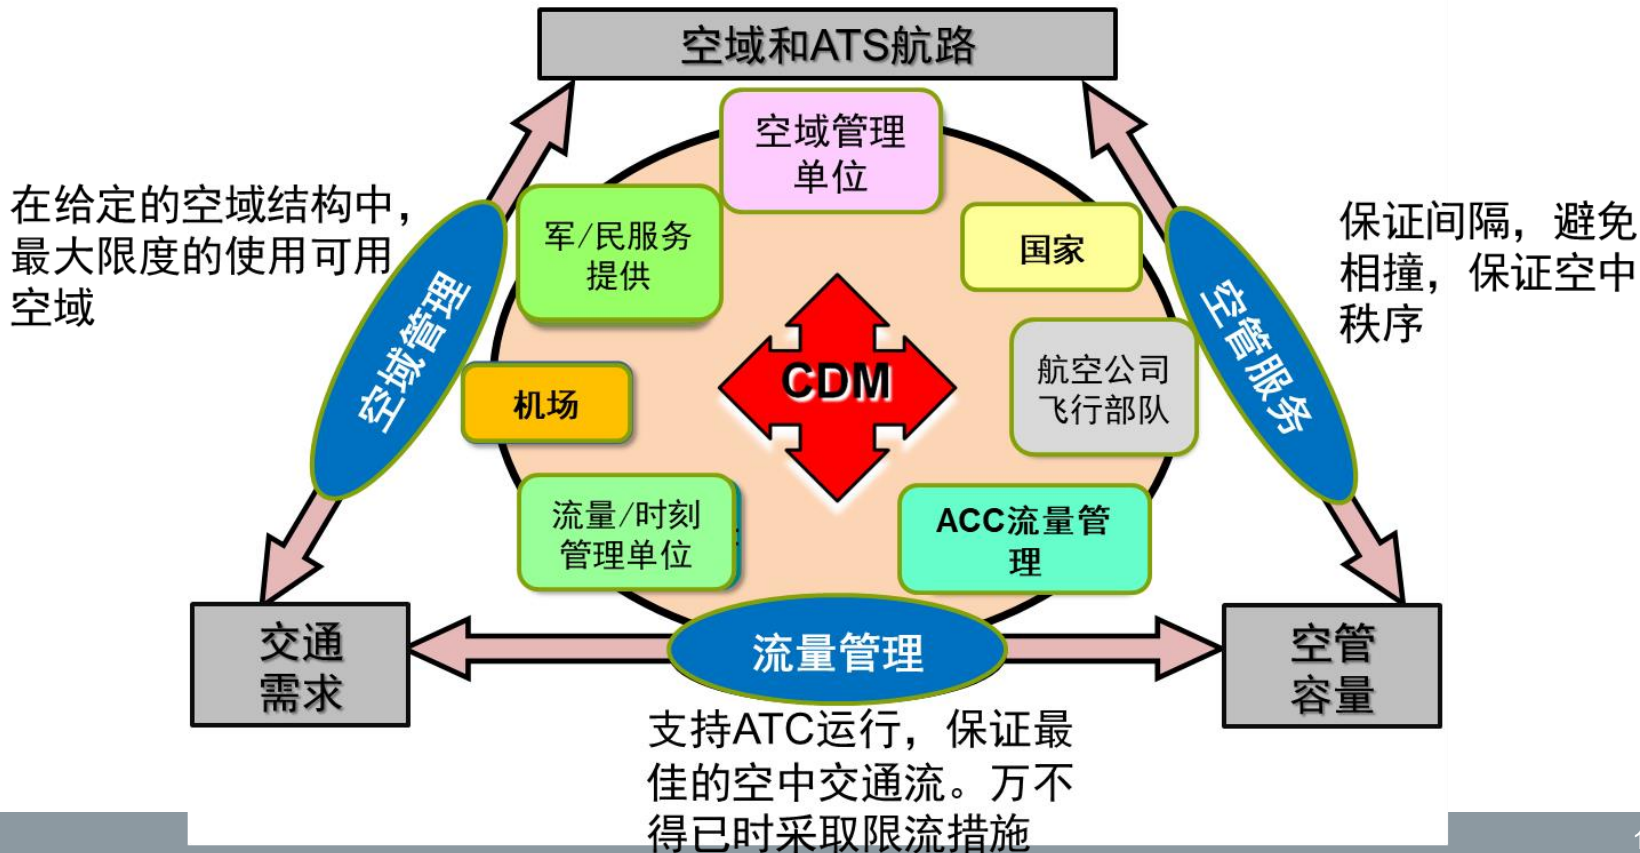 空域和ATS航路
空域管理
单位
在给定的空域结构中，
最大限度的使用可用
空域
军/民服务
提供
国家
保证间隔，避免
相撞，保证空中
秩序
空域管理
空管服务
CDM
航空公司
飞行部队
机场
流量/时刻
管理单位
ACC流量管
理
交通
需求
流量管理
空管
容量
支持ATC运行，保证最
佳的空中交通流。万不
得已时采取限流措施